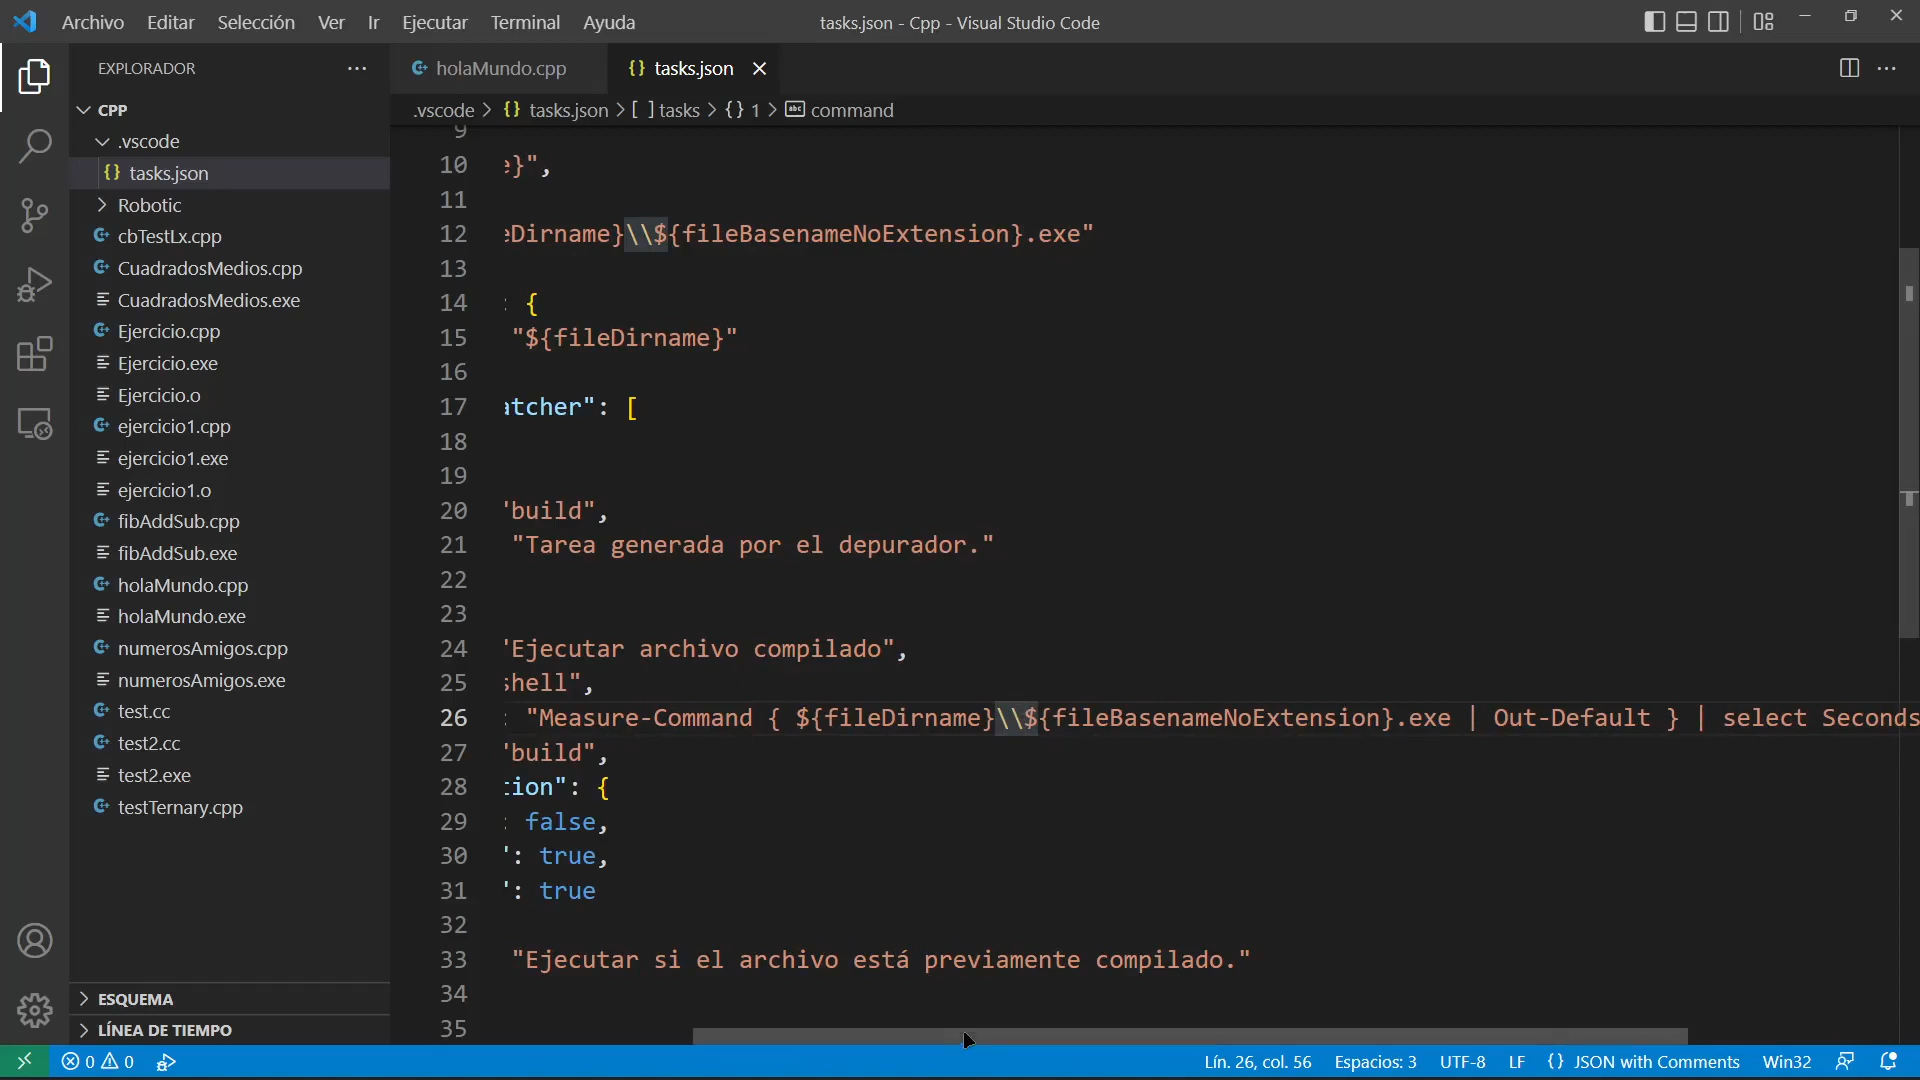 Archivo Editar Selección Ver Ir Ejecutar Terminal Ayuda
tasks.json - Cpp - Visual Studio Code
EXPLORADOR
CPP
.vscode
tasks.json
Robotic
cbTestLx.cpp
CuadradosMedios.cpp
CuadradosMedios.exe
Ejercicio.cpp
Ejercicio.exe
Ejercicio.o
ejercicio1.cpp
ejercicio1.exe
ejercicio1.o
fibAddSub.cpp
fibAddSub.exe
holaMundo.cpp
holaMundo.exe
numerosAmigos.cpp
numerosAmigos.exe
test.cc
test2.cc
test2.exe
testTernary.cpp
ESQUEMA
LÍNEA DE TIEMPO
holaMundo.cpp
{} tasks.json
.vscode > {} tasks.json > [ ] tasks > {} 1 > command
9
10 e}",
11
12 eDirname}\\${fileBasenameNoExtension}.exe"
13
14 : {
15 "${fileDirname}"
16
17 atcher": [
18
19
20 "build",
21 "Tarea generada por el depurador."
22
23
24 "Ejecutar archivo compilado",
25 shell",
26 : "Measure-Command { ${fileDirname}\\${fileBasenameNoExtension}.exe | Out-Default } | select Seconds
27 "build",
28 tion": {
29 : false,
30 ": true,
31 ": true
32
33 "Ejecutar si el archivo está previamente compilado."
34
35
0 0
Lín. 26, col. 56 Espacios: 3 UTF-8 LF {} JSON with Comments Win32